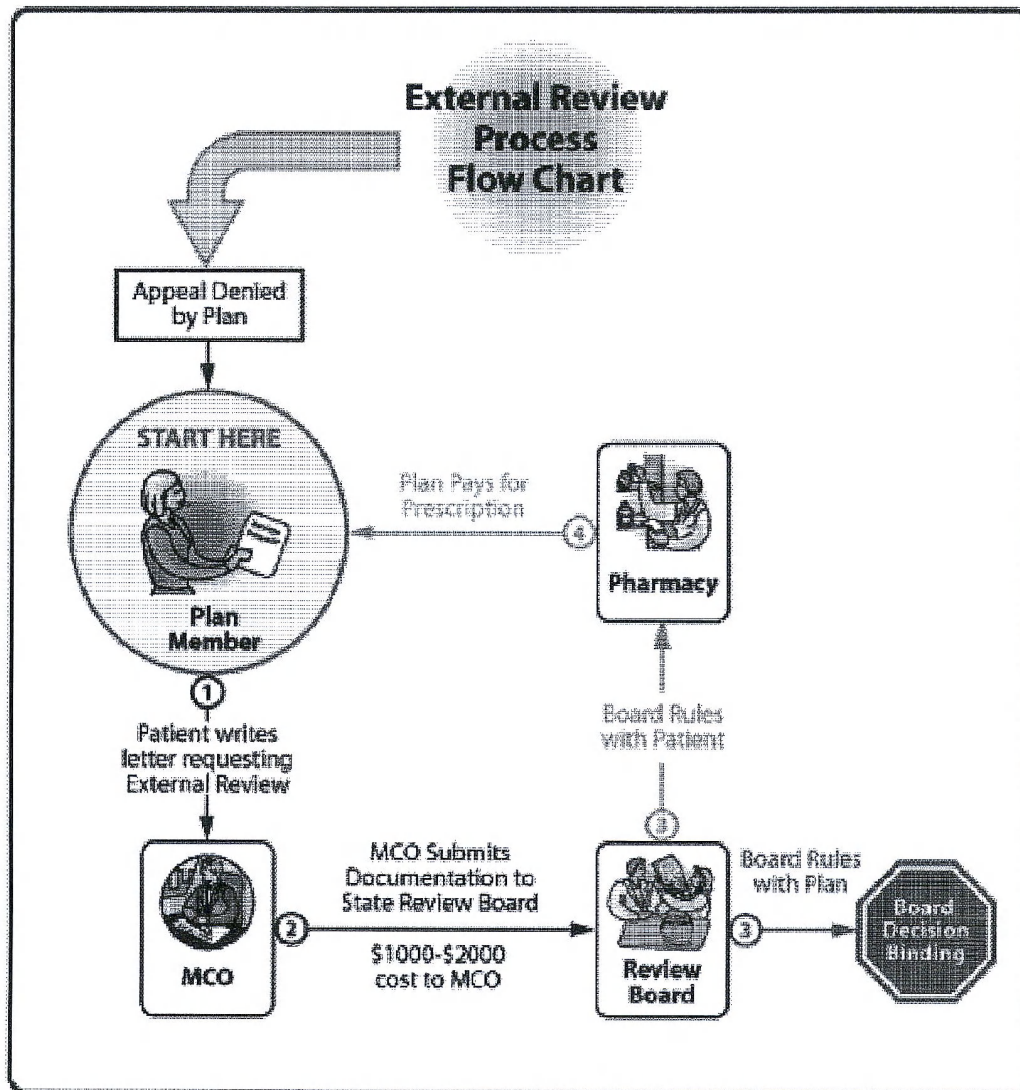 External Review
Process
Flow Chart
Appeal Denied
by Plan
START HERE
Plan
Member
Plan Pays for
Prescription
4
Pharmacy
1
Patient writes
letter requesting
External Review
Board Rules
with Patient
3
MCO
2
MCO Submits
Documentation to
State Review Board
$1000-$2000
cost to MCO
Review
Board
3
Board Rules
with Plan
Board
Decision
Binding